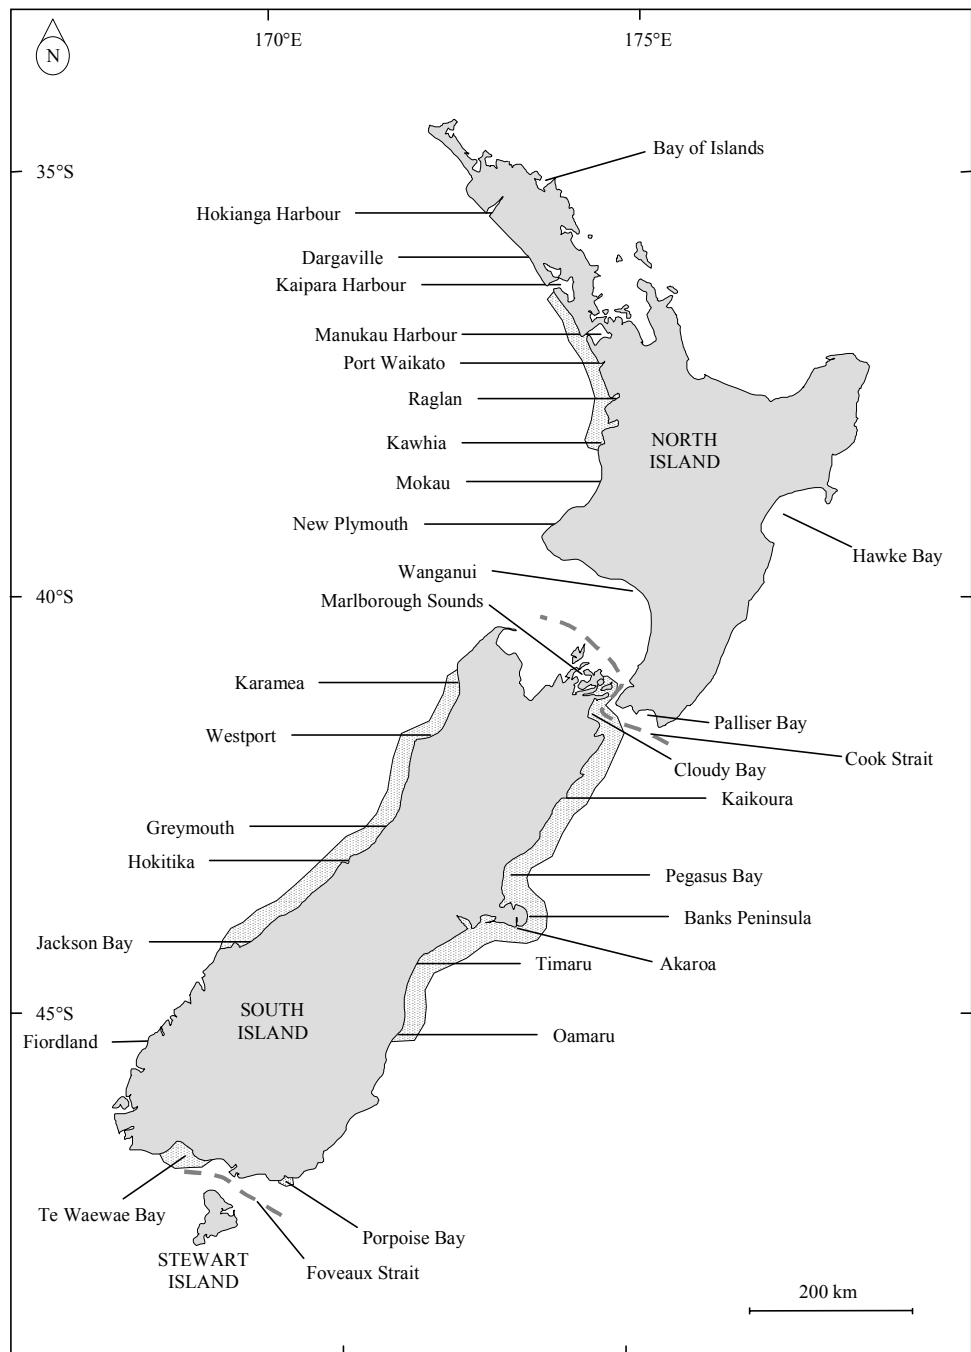 170°E
175°E
N
Bay of Islands
35°S
Hokianga Harbour
Dargaville
Kaipara Harbour
Manukau Harbour
Port Waikato
Raglan
Kawhia
NORTH
ISLAND
Mokau
New Plymouth
Hawke Bay
Wanganui
40°S
Marlborough Sounds
Karamea
Palliser Bay
Westport
Cook Strait
Cloudy Bay
Kaikoura
Greymouth
Hokitika
Pegasus Bay
Banks Peninsula
Jackson Bay
Timaru
Akaroa
45°S
SOUTH
ISLAND
Fiordland
Oamaru
Te Waewae Bay
Porpoise Bay
STEWART
ISLAND
Foveaux Strait
200 km